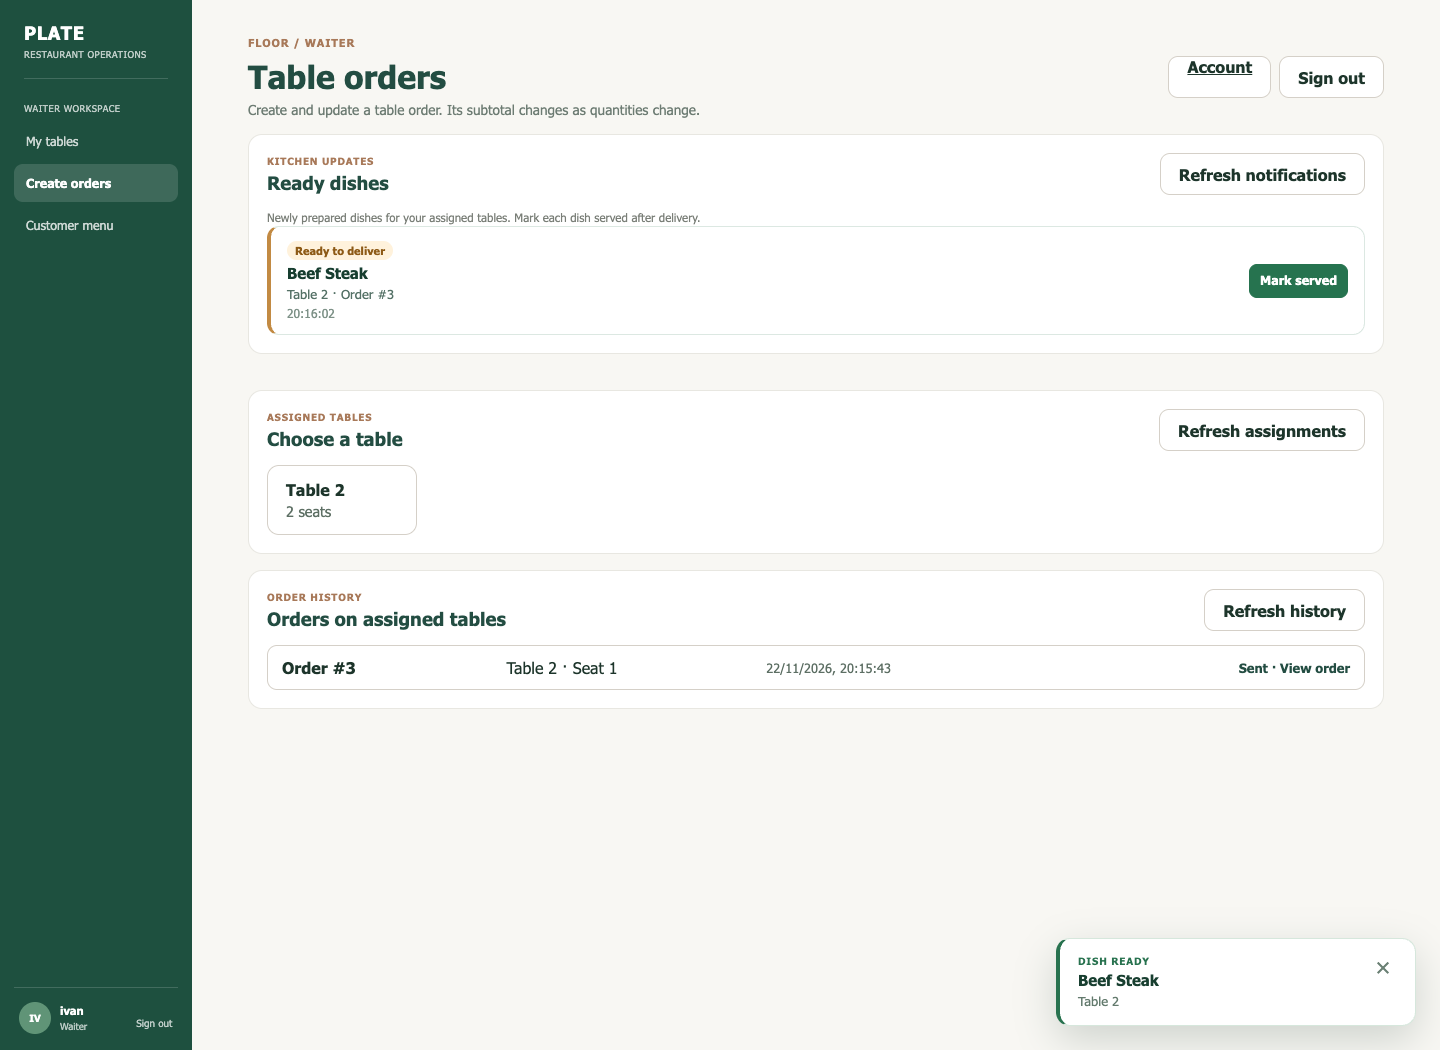 PLATE
RESTAURANT OPERATIONS
WAITER WORKSPACE
My tables
Create orders
Customer menu
IV
ivan
Waiter
Sign out
FLOOR / WAITER
Table orders
Create and update a table order. Its subtotal changes as quantities change.
Account
Sign out
KITCHEN UPDATES
Ready dishes
Refresh notifications
Newly prepared dishes for your assigned tables. Mark each dish served after delivery.
Ready to deliver
Beef Steak
Table 2 · Order #3
20:16:02
Mark served
ASSIGNED TABLES
Choose a table
Refresh assignments
Table 2
2 seats
ORDER HISTORY
Orders on assigned tables
Refresh history
Order #3
Table 2 · Seat 1
22/11/2026, 20:15:43
Sent · View order
DISH READY
Beef Steak
Table 2